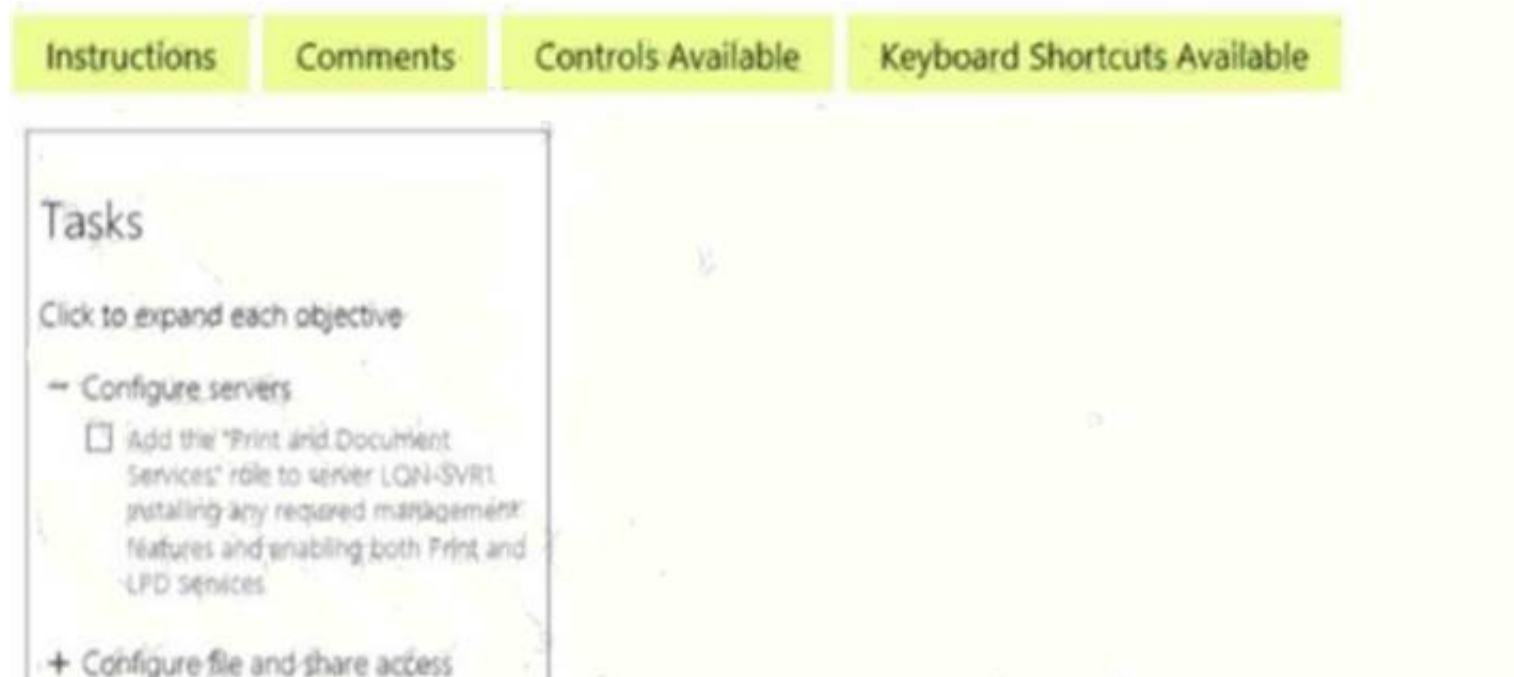 Instructions
Comments
Controls Available
Keyboard Shortcuts Available
Tasks
Click to expand each objective
− Configure servers
Add the "Print and Document
Services" role to server LON-SVR1
installing any required management
features and enabling both Print and
LPD Services
+ Configure file and share access